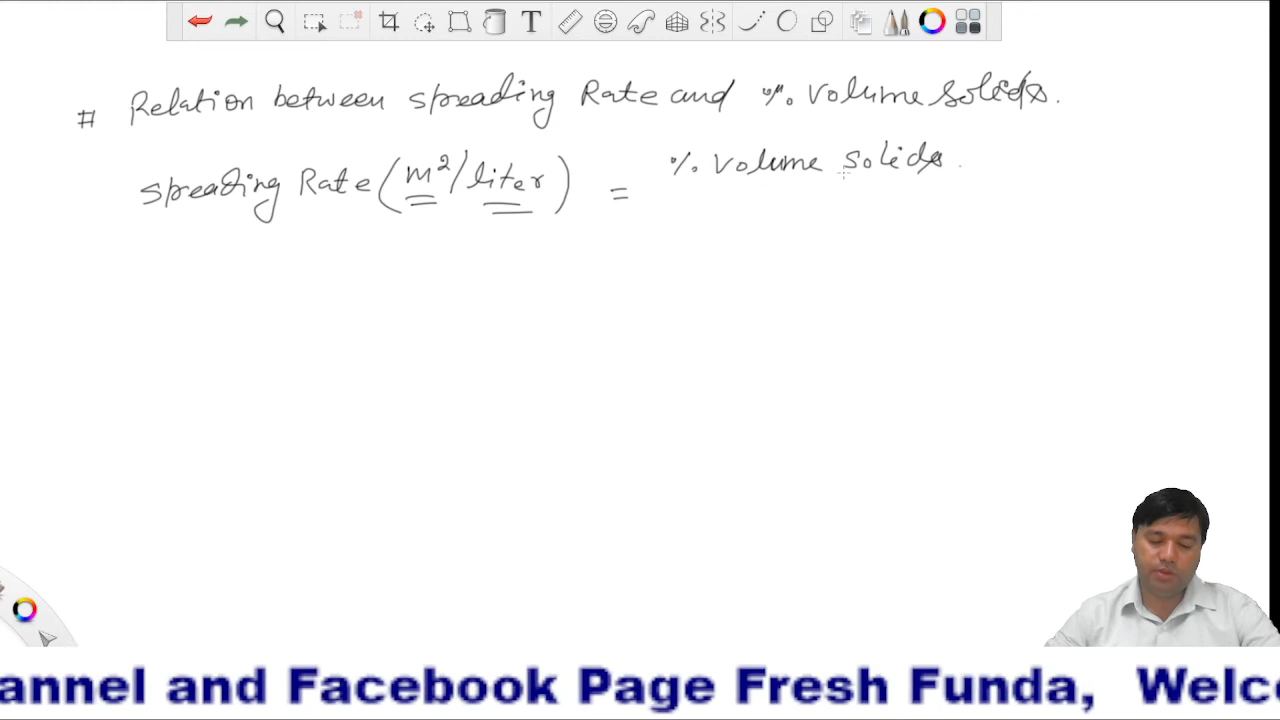 # Relation between spreading Rate and % volume solids.
spreading Rate (m²/liter) = % volume solids.
annel and Facebook Page Fresh Funda, Welc